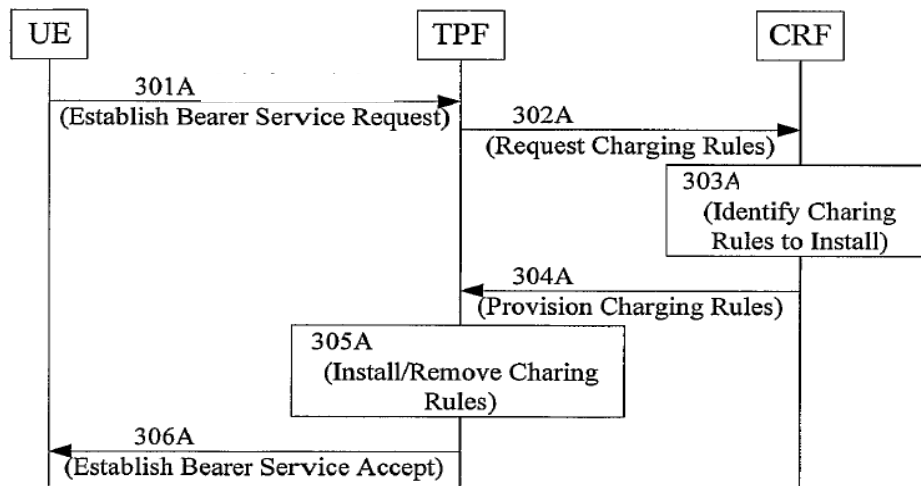 UE
TPF
CRF
301A
(Establish Bearer Service Request)
302A
(Request Charging Rules)
303A
(Identify Charing
Rules to Install)
304A
(Provision Charging Rules)
305A
(Install/Remove Charing
Rules)
306A
(Establish Bearer Service Accept)